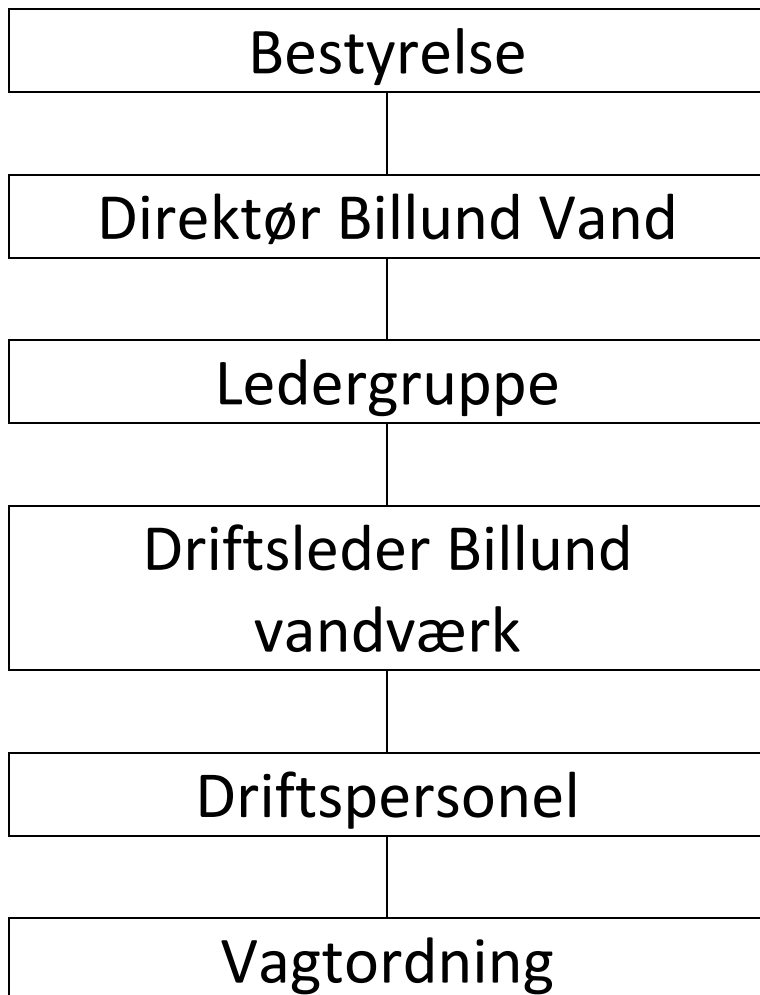 Bestyrelse
Direktør Billund Vand
Ledergruppe
Driftsleder Billund
vandværk
Driftspersonel
Vagtordning